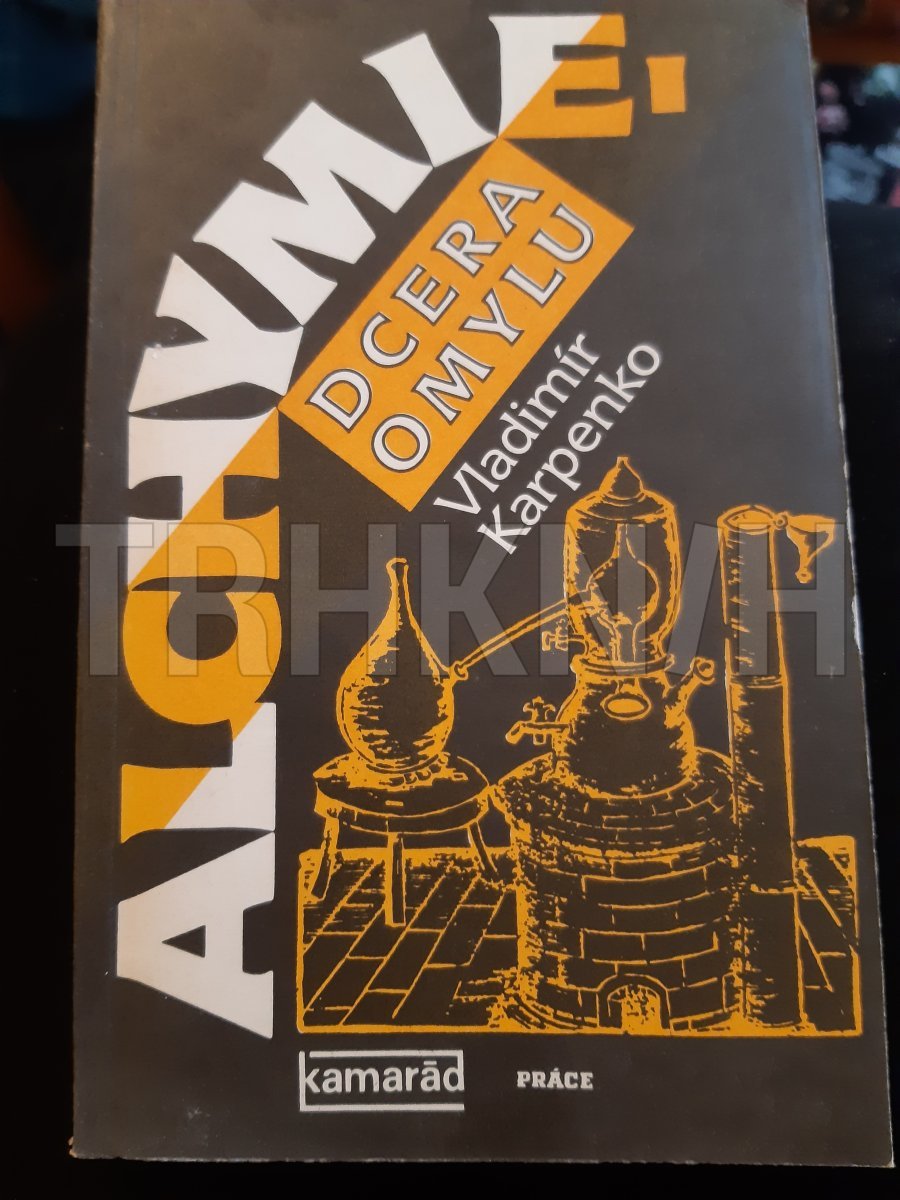 ALCHYMIE,
DCERA
OMYLU
Vladimír
Karpenko
TRHKNIH
kamarád
PRÁCE